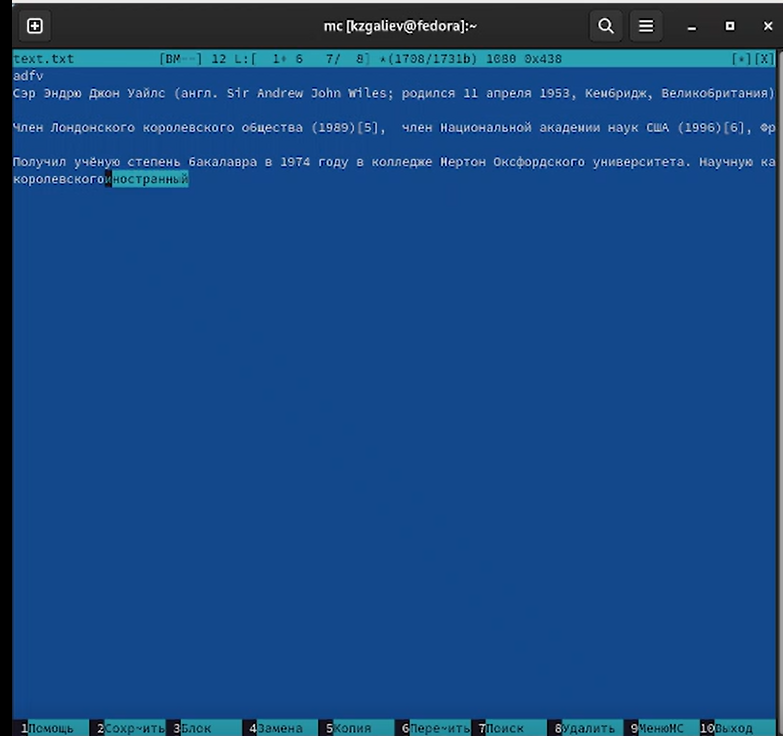 mc [kzgaliev@fedora]:~
text.txt [BM--] 12 L:[ 1+ 6 7/ 8] *(1708/1731b) 1080 0x438 [*][X]
adfv
Сэр Эндрю Джон Уайлс (англ. Sir Andrew John Wiles; родился 11 апреля 1953, Кембридж, Великобритания)
Член Лондонского королевского общества (1989)[5], член Национальной академии наук США (1996)[6], Фр
Получил учёную степень бакалавра в 1974 году в колледже Мертон Оксфордского университета. Научную ка
королевскогоиностранный
1Помощь 2Сохр~ить 3Блок 4Замена 5Копия 6Пере~ить 7Поиск 8Удалить 9МенюMC 10Выход